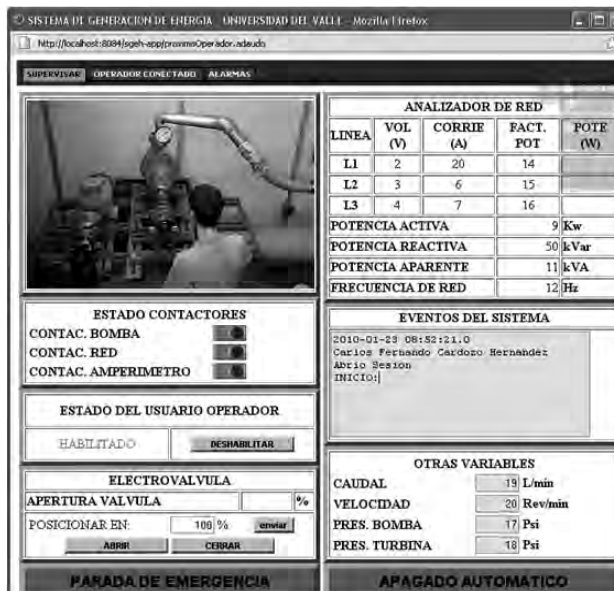 SISTEMA DE GENERACION DE ENERGIA - UNIVERSIDAD DEL VALLE - Mozilla Firefox
http://localhost:8084/sgeh-app/proximoOperador.adaudo
SUPERVISAR OPERADOR CONECTADO ALARMAS
ANALIZADOR DE RED
LINEA VOL (V) CORRIE (A) FACT. POT POTE (W)
L1 2 20 14
L2 3 6 15
L3 4 7 16
POTENCIA ACTIVA 9 Kw
POTENCIA REACTIVA 50 kVar
POTENCIA APARENTE 11 kVA
FRECUENCIA DE RED 12 Hz
ESTADO CONTACTORES
CONTAC. BOMBA
CONTAC. RED
CONTAC. AMPERIMETRO
EVENTOS DEL SISTEMA
2010-01-29 08:52:21.0
Carlos Fernando Cardozo Hernandez
Abrio Sesion
INICIO:
ESTADO DEL USUARIO OPERADOR
HABILITADO DESHABILITAR
ELECTROVALVULA
APERTURA VALVULA %
POSICIONAR EN: 100 % enviar
ABRIR CERRAR
OTRAS VARIABLES
CAUDAL 19 L/min
VELOCIDAD 20 Rev/min
PRES. BOMBA 17 Psi
PRES. TURBINA 18 Psi
PARADA DE EMERGENCIA
APAGADO AUTOMATICO